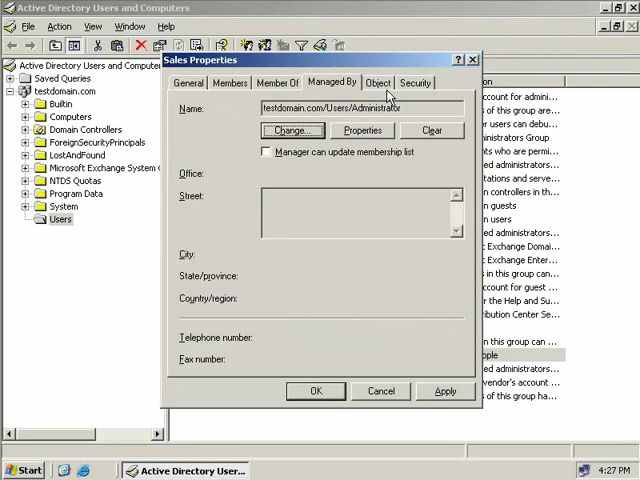 Active Directory Users and Computers
File Action View Window Help
Active Directory Users and Compute
Saved Queries
testdomain.com
Builtin
Computers
Domain Controllers
ForeignSecurityPrincipals
LostAndFound
Microsoft Exchange System
NTDS Quotas
Program Data
System
Users
Sales Properties
General Members Member Of Managed By Object Security
Name: testdomain.com/Users/Administrator
Change... Properties Clear
Manager can update membership list
Office:
Street:
City:
State/province:
Country/region:
Telephone number:
Fax number:
OK Cancel Apply
on
account for admini...
s of this group are...
ers can debu...
Administrators Group
s who are permi...
ed administrators...
ations and serve...
controllers in th...
guests
users
ed administrators...
t Exchange Domai...
t Exchange Enter...
s in this group can...
ccount for guest ...
r the Help and Su...
ribution Center Se...
in this group can ...
ople
ed administrators...
vendor's account ...
s of this group ha...
Start Active Directory User... 4:27 PM